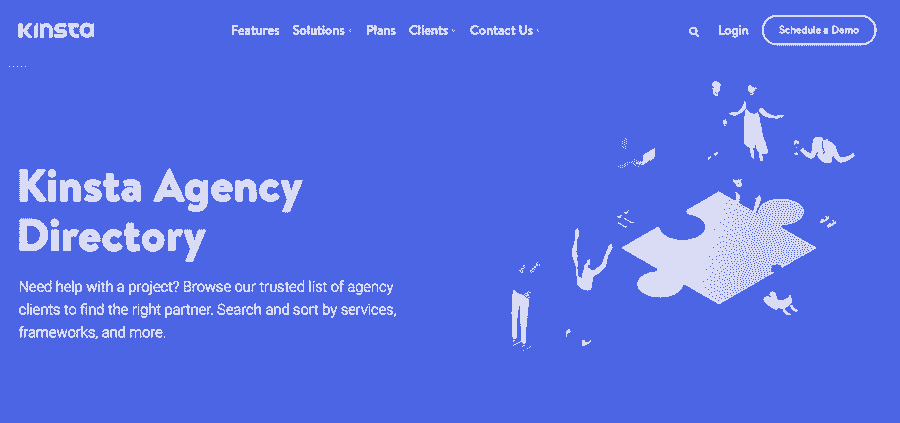 KINSTA Features Solutions Plans Clients Contact Us Login Schedule a Demo
Kinsta Agency
Directory
Need help with a project? Browse our trusted list of agency
clients to find the right partner. Search and sort by services,
frameworks, and more.